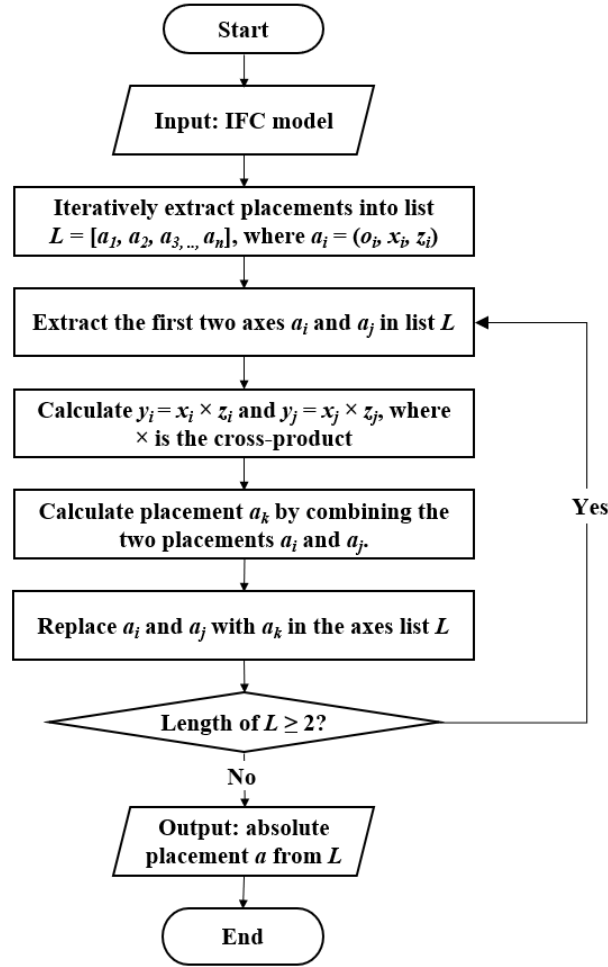 Start
Input: IFC model
Iteratively extract placements into list
L = [a₁, a₂, a₃,..., aₙ], where aᵢ = (oᵢ, xᵢ, zᵢ)
Extract the first two axes aᵢ and aⱼ in list L
Calculate yᵢ = xᵢ × zᵢ and yⱼ = xⱼ × zⱼ, where
× is the cross-product
Calculate placement aₖ by combining the
two placements aᵢ and aⱼ.
Yes
Replace aᵢ and aⱼ with aₖ in the axes list L
Length of L ≥ 2?
No
Output: absolute
placement a from L
End